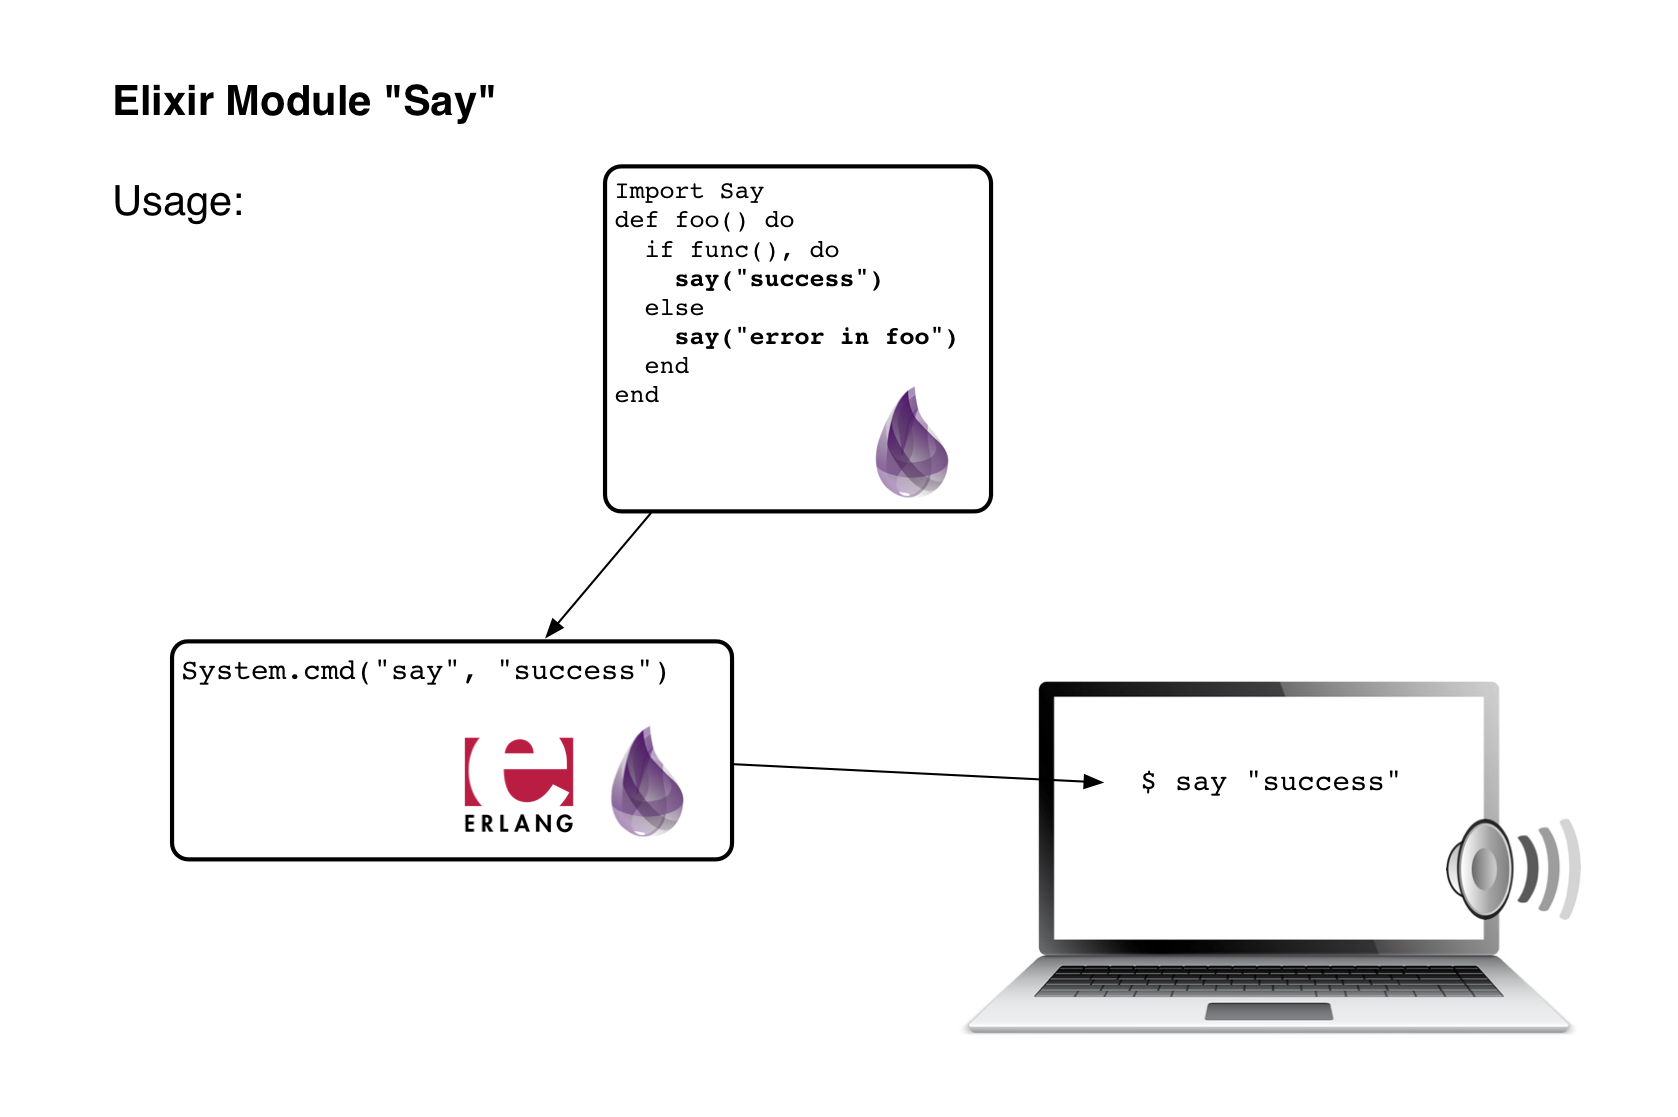 Elixir Module "Say"
Usage:
Import Say
def foo() do
  if func(), do
    say("success")
  else
    say("error in foo")
  end
end
System.cmd("say", "success")
e
ERLANG
$ say "success"